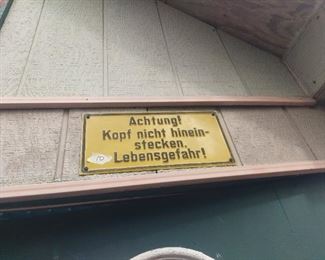 Achtung!
Kopf nicht hinein-
stecken.
Lebensgefahr!